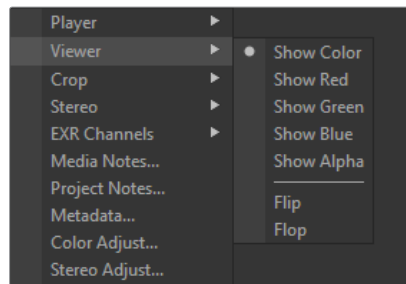 Player
Viewer
Crop
Stereo
EXR Channels
Media Notes...
Project Notes...
Metadata...
Color Adjust...
Stereo Adjust...
Show Color
Show Red
Show Green
Show Blue
Show Alpha
Flip
Flop